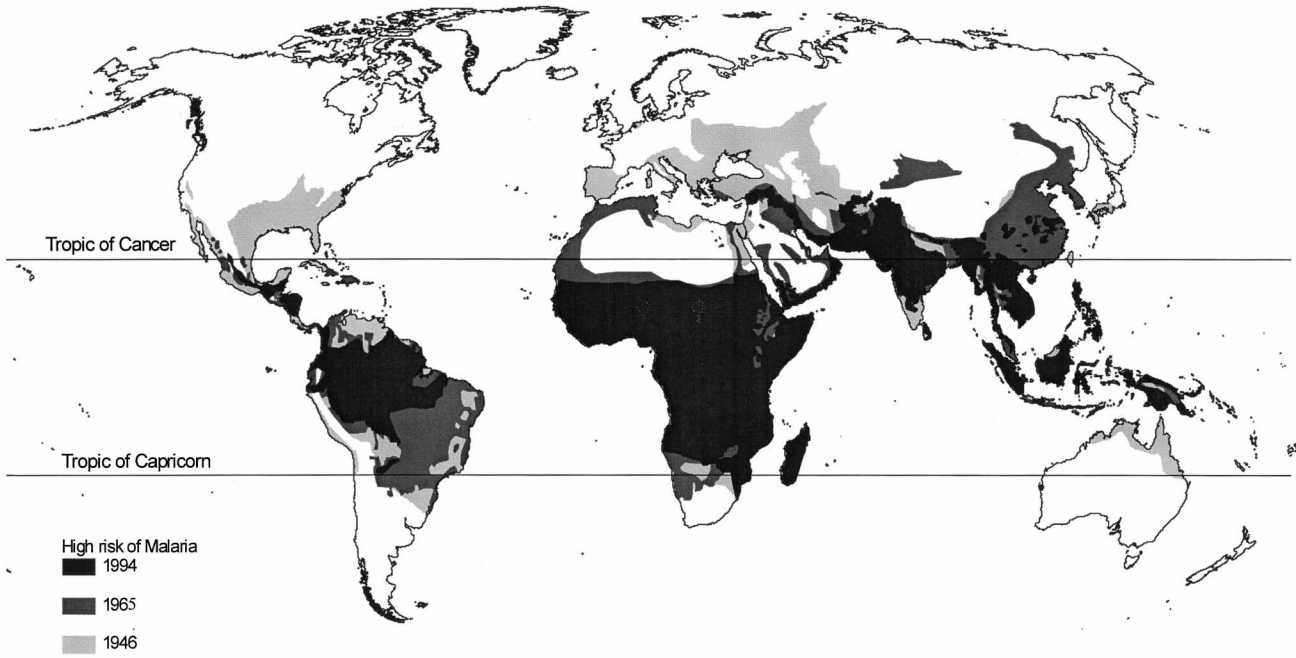 Tropic of Cancer
Tropic of Capricorn
High risk of Malaria
1994
1965
1946